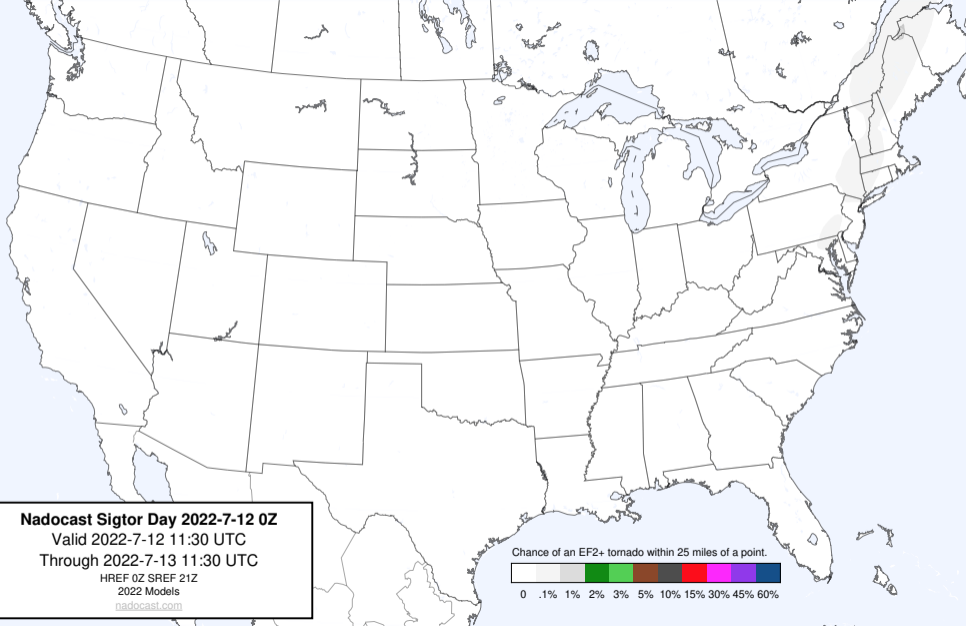 Nadocast Sigtor Day 2022-7-12 0Z
Valid 2022-7-12 11:30 UTC
Through 2022-7-13 11:30 UTC
HREF 0Z SREF 21Z
2022 Models
nadocast.com
Chance of an EF2+ tornado within 25 miles of a point.
0 .1% 1% 2% 3% 5% 10% 15% 30% 45% 60%